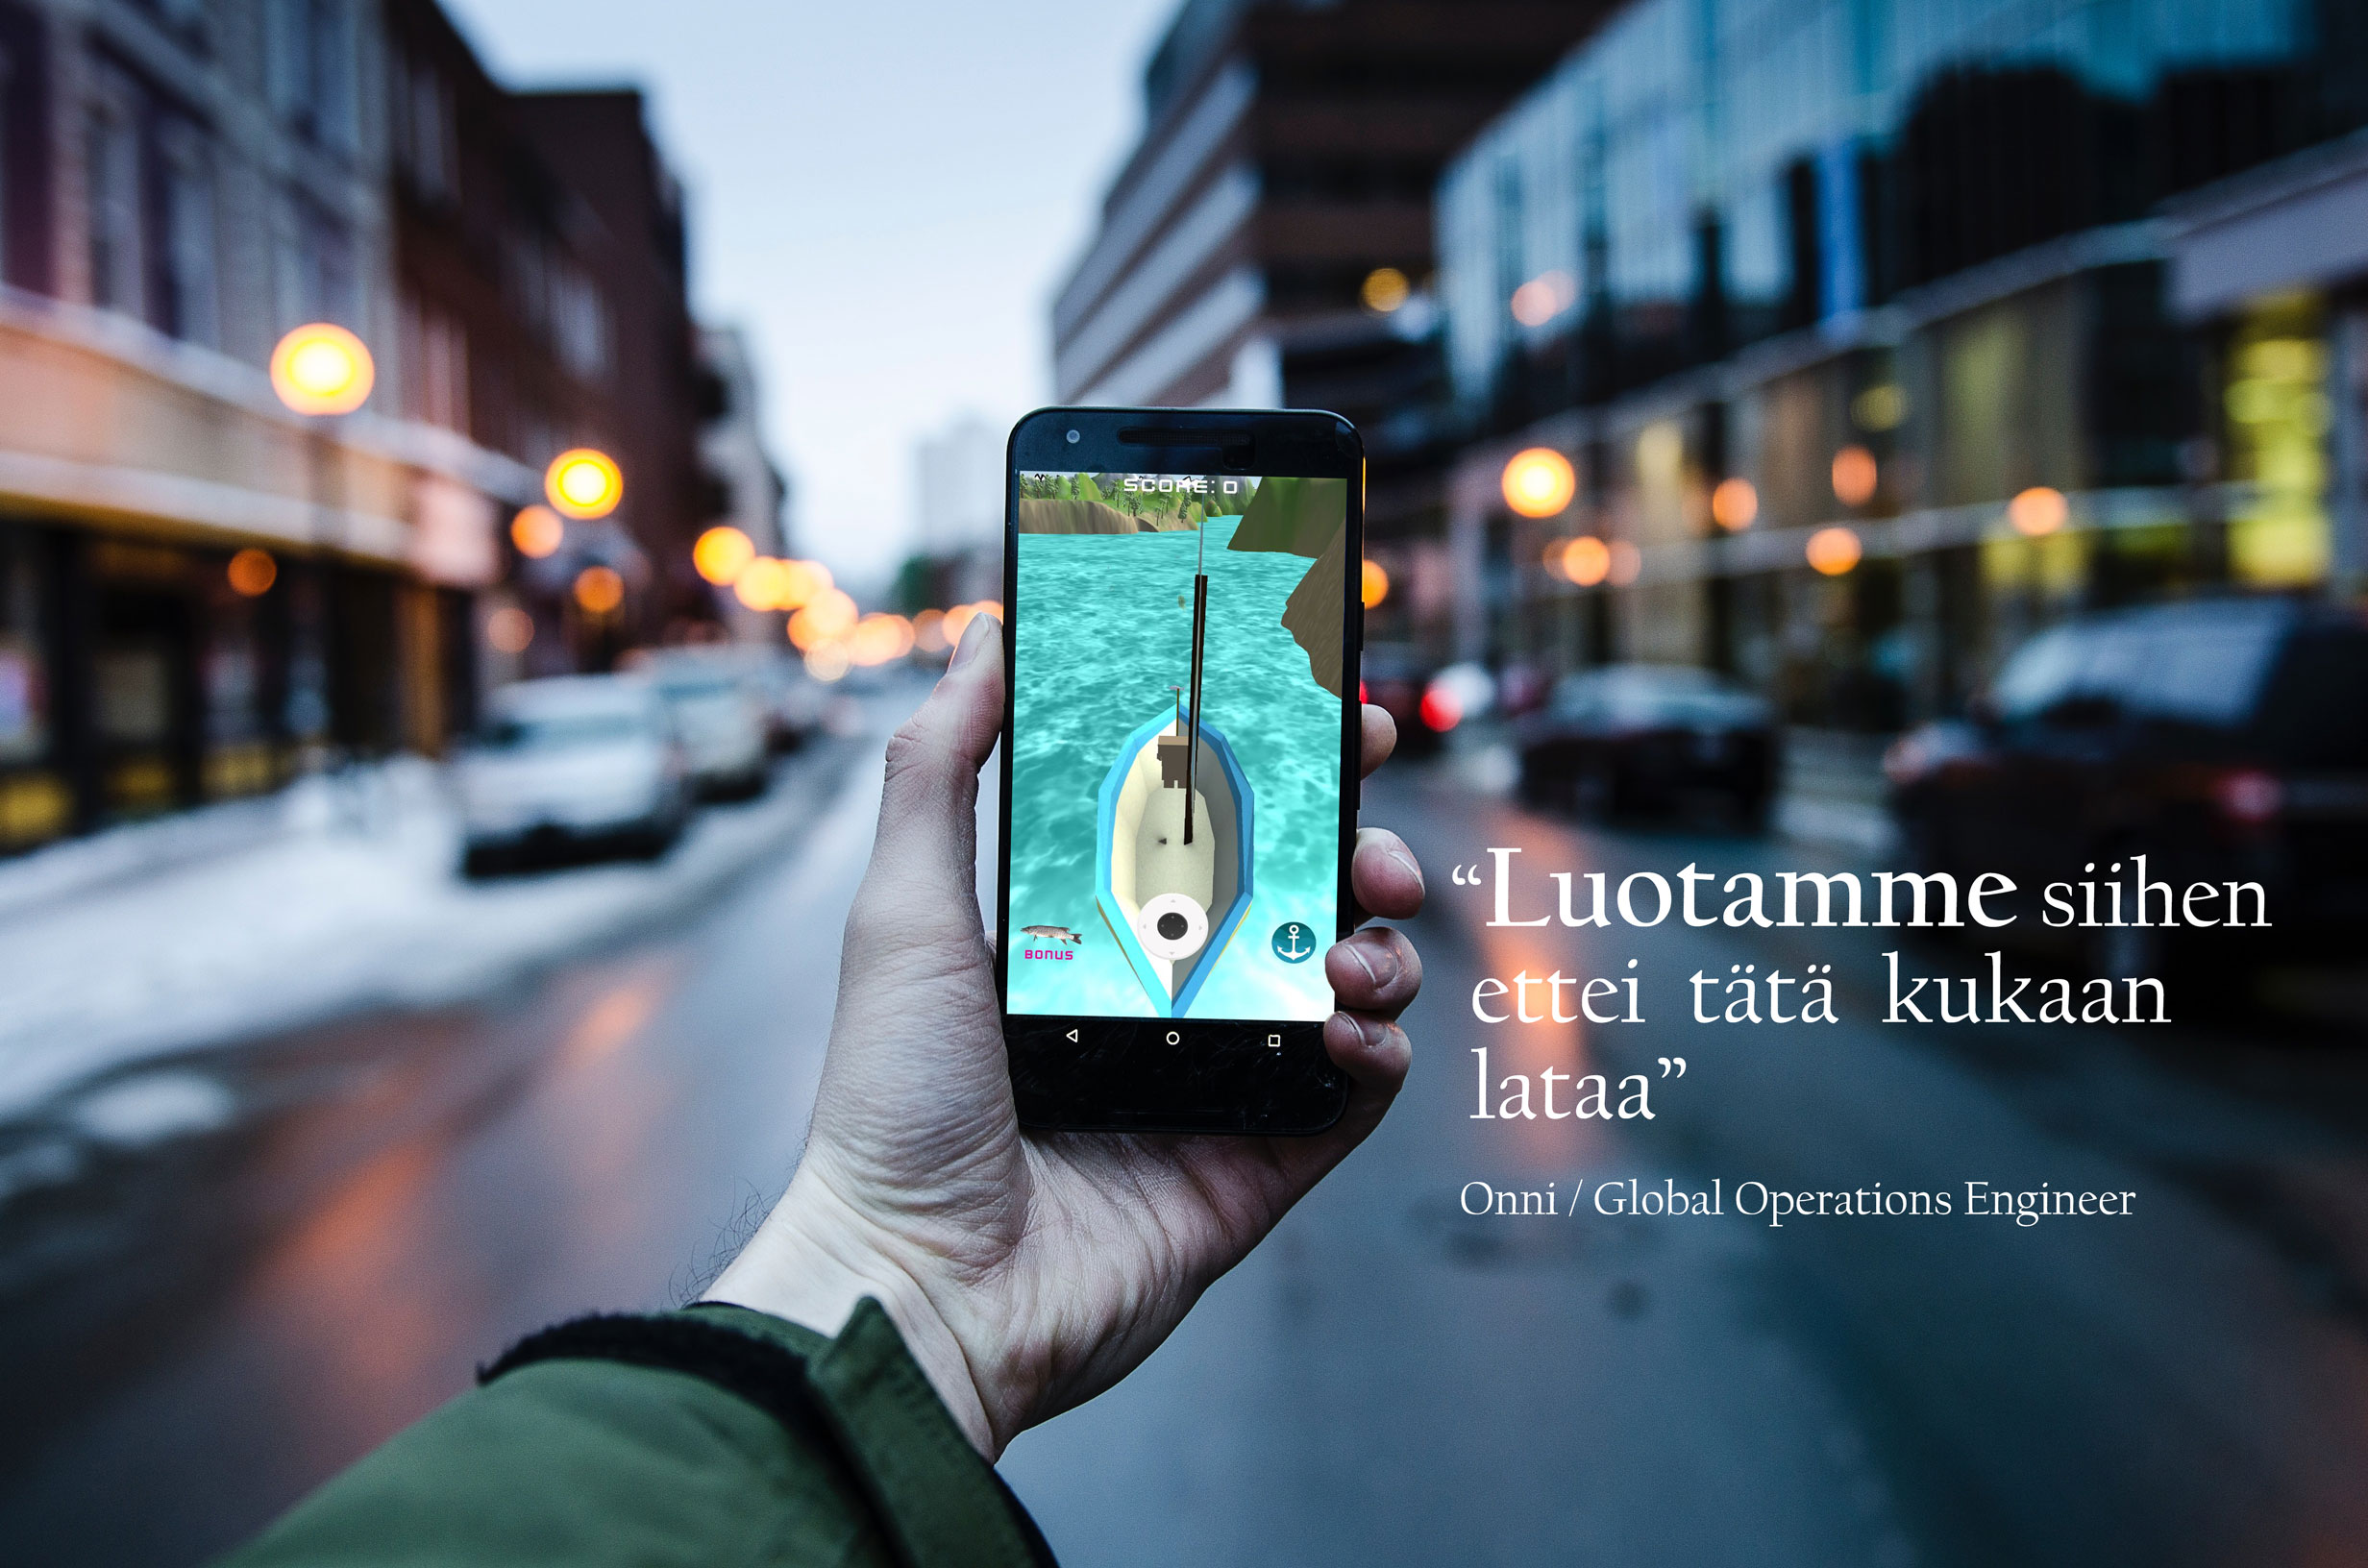 SCORE: 0
BONUS
“Luotamme siihen
ettei tätä kukaan
lataa”
Onni / Global Operations Engineer